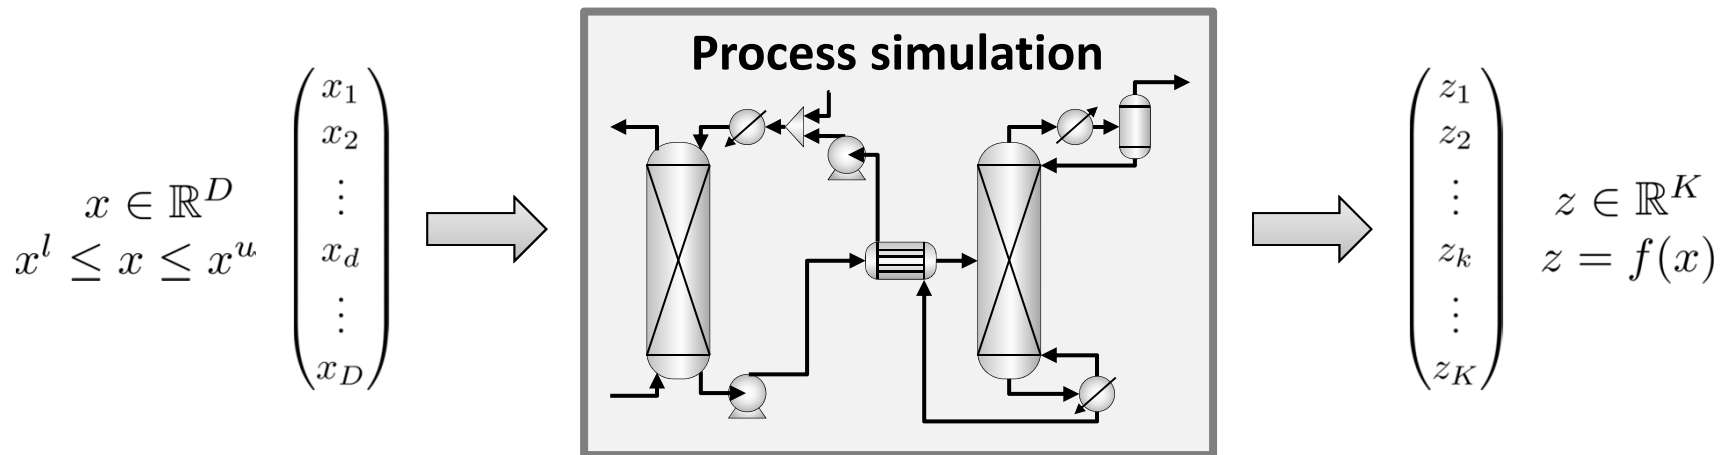 Process simulation
x ∈ ℝ^D
x^l ≤ x ≤ x^u
x_1
x_2
⋮
x_d
⋮
x_D
z_1
z_2
⋮
z_k
⋮
z_K
z ∈ ℝ^K
z = f(x)